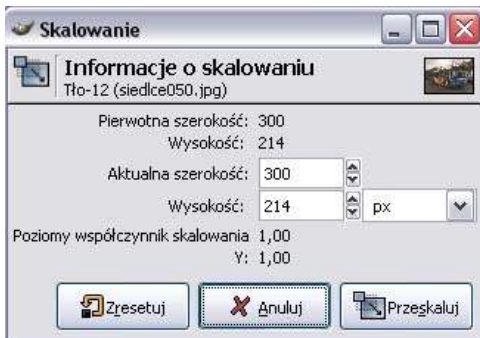 Skalowanie
Informacje o skalowaniu
Tło-12 (siedlce050.jpg)
Pierwotna szerokość: 300
Wysokość: 214
Aktualna szerokość: 300
Wysokość: 214 px
Poziomy współczynnik skalowania 1,00
Y: 1,00
Zresetuj Anuluj Przeskaluj